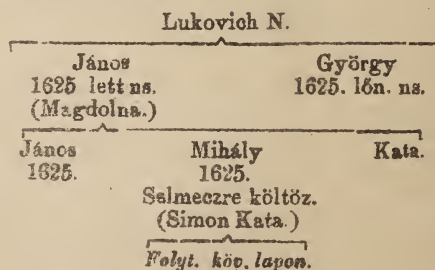 Lukovich N.
János György
1625 lett ns. 1625. lőn. ns.
(Magdolna.)
János Mihály Kata.
1625. 1625.
Selmeczre költöz.
(Simon Kata.)
Folyt. köv. lapon.